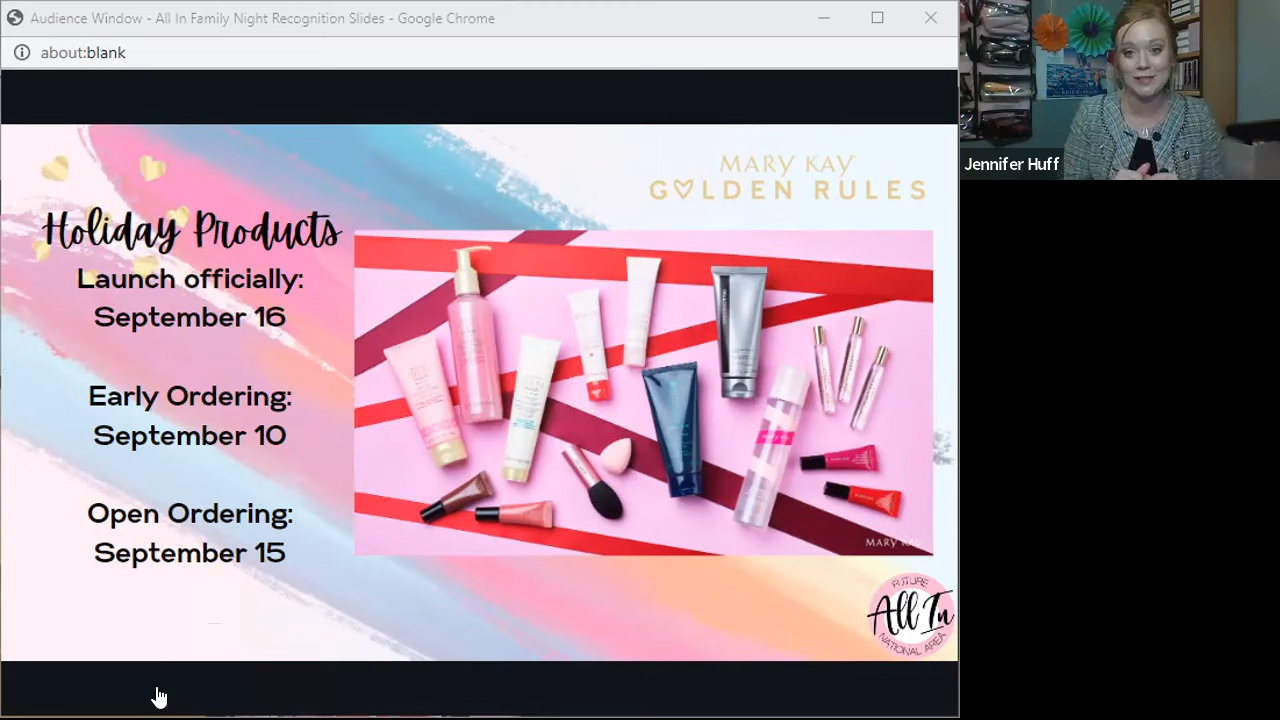 Audience Window - All In Family Night Recognition Slides - Google Chrome
about:blank
Jennifer Huff
MARY KAY
GOLDEN RULES
Holiday Products
Launch officially:
September 16
Early Ordering:
September 10
Open Ordering:
September 15
MARY KAY
FUTURE
All In
NATIONAL AREA